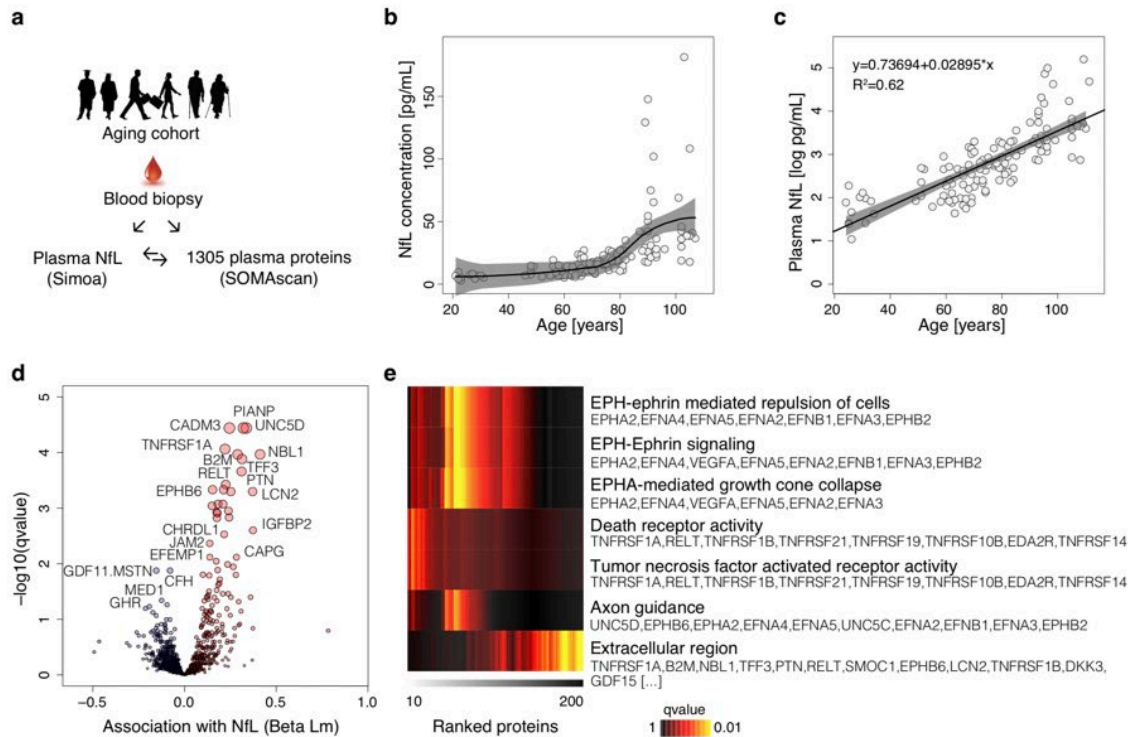 a
Aging cohort
Blood biopsy
Plasma NfL
(Simoa)
1305 plasma proteins
(SOMAscan)
b
NfL concentration [pg/mL]
0
50
100
150
20
40
60
80
100
Age [years]
c
y=0.73694+0.02895*x
R²=0.62
Plasma NfL [log pg/mL]
0
1
2
3
4
5
20
40
60
80
100
Age [years]
d
–log10(qvalue)
5
4
3
2
1
0
PIANP
CADM3
UNC5D
TNFRSF1A
NBL1
B2M
TFF3
RELT
PTN
EPHB6
LCN2
IGFBP2
CHRDL1
JAM2
EFEMP1
CAPG
GDF11.MSTN
CFH
MED1
GHR
–0.5
0.0
0.5
1.0
Association with NfL (Beta Lm)
e
EPH-ephrin mediated repulsion of cells
EPHA2,EFNA4,EFNA5,EFNA2,EFNB1,EFNA3,EPHB2
EPH-Ephrin signaling
EPHA2,EFNA4,VEGFA,EFNA5,EFNA2,EFNB1,EFNA3,EPHB2
EPHA-mediated growth cone collapse
EPHA2,EFNA4,VEGFA,EFNA5,EFNA2,EFNA3
Death receptor activity
TNFRSF1A,RELT,TNFRSF1B,TNFRSF21,TNFRSF19,TNFRSF10B,EDA2R,TNFRSF14
Tumor necrosis factor activated receptor activity
TNFRSF1A,RELT,TNFRSF1B,TNFRSF21,TNFRSF19,TNFRSF10B,EDA2R,TNFRSF14
Axon guidance
UNC5D,EPHB6,EPHA2,EFNA4,EFNA5,UNC5C,EFNA2,EFNB1,EFNA3,EPHB2
Extracellular region
TNFRSF1A,B2M,NBL1,TFF3,PTN,RELT,SMOC1,EPHB6,LCN2,TNFRSF1B,DKK3,
GDF15 [...]
10
200
Ranked proteins
qvalue
1
0.01